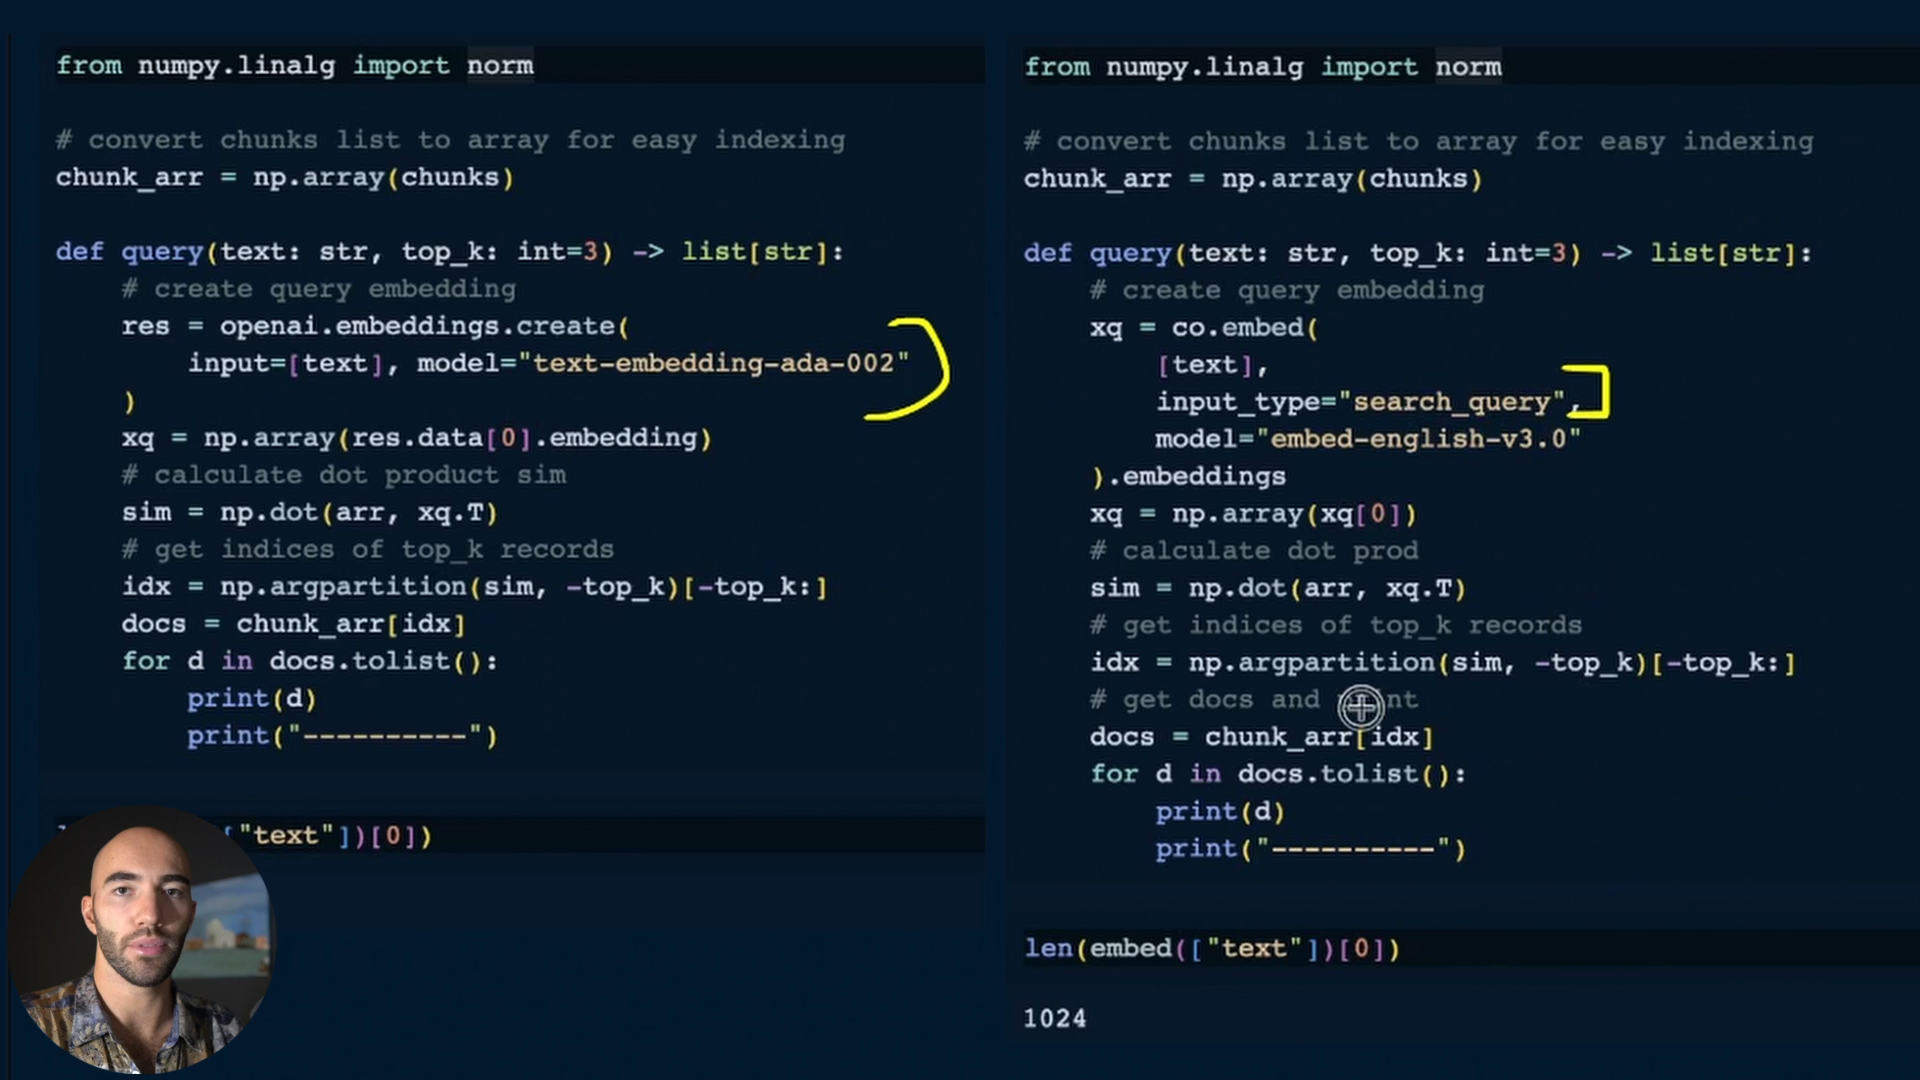 from numpy.linalg import norm
# convert chunks list to array for easy indexing
chunk_arr = np.array(chunks)
def query(text: str, top_k: int=3) -> list[str]:
# create query embedding
res = openai.embeddings.create(
input=[text], model="text-embedding-ada-002"
)
xq = np.array(res.data[0].embedding)
# calculate dot product sim
sim = np.dot(arr, xq.T)
# get indices of top_k records
idx = np.argpartition(sim, -top_k)[-top_k:]
docs = chunk_arr[idx]
for d in docs.tolist():
print(d)
print("----------")
["text"])[0])
from numpy.linalg import norm
# convert chunks list to array for easy indexing
chunk_arr = np.array(chunks)
def query(text: str, top_k: int=3) -> list[str]:
# create query embedding
xq = co.embed(
[text],
input_type="search_query",
model="embed-english-v3.0"
).embeddings
xq = np.array(xq[0])
# calculate dot prod
sim = np.dot(arr, xq.T)
# get indices of top_k records
idx = np.argpartition(sim, -top_k)[-top_k:]
# get docs and
docs = chunk_arr[idx]
for d in docs.tolist():
print(d)
print("----------")
len(embed(["text"])[0])
1024